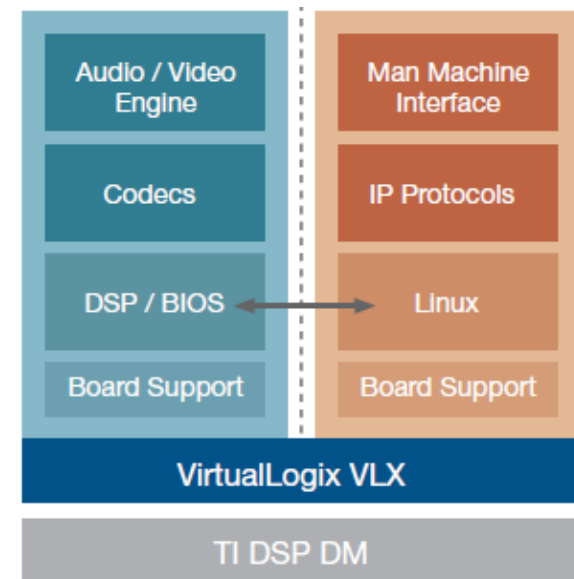 Audio / Video
Engine
Codecs
DSP / BIOS
Board Support
Man Machine
Interface
IP Protocols
Linux
Board Support
VirtualLogix VLX
TI DSP DM